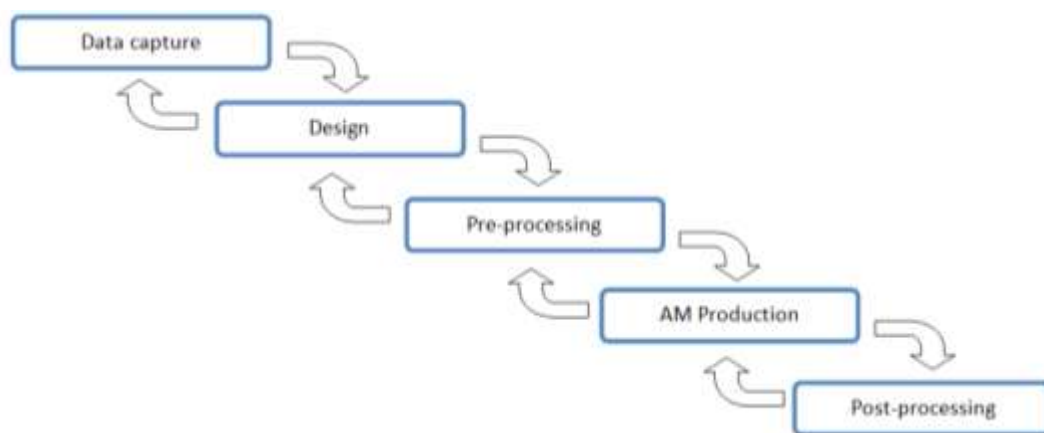 Data capture
Design
Pre-processing
AM Production
Post-processing